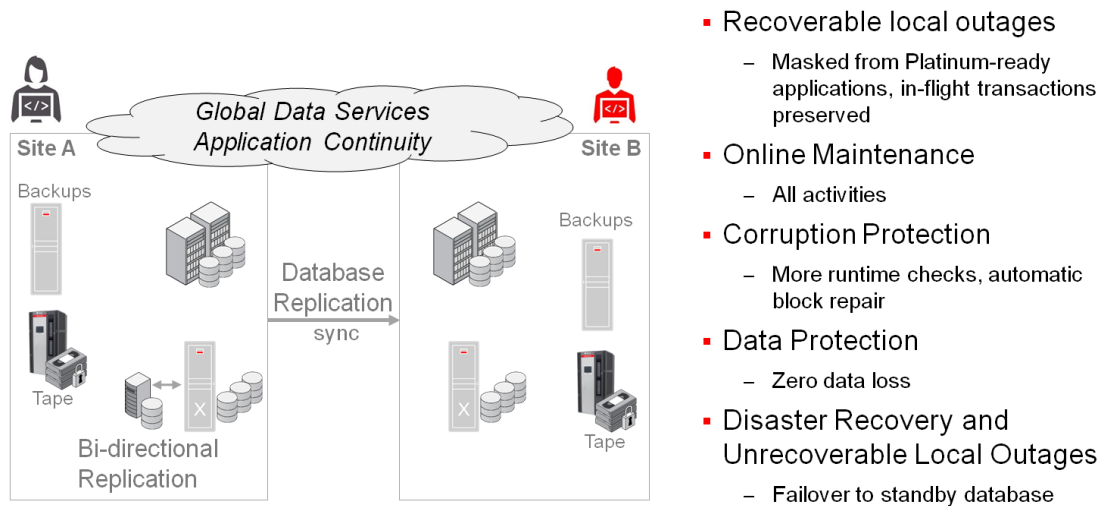 Global Data Services
Application Continuity
Site A
Site B
Backups
Backups
Database
Replication
sync
Tape
Tape
X
X
Bi-directional
Replication
</>
</>
▪ Recoverable local outages
– Masked from Platinum-ready
applications, in-flight transactions
preserved
▪ Online Maintenance
– All activities
▪ Corruption Protection
– More runtime checks, automatic
block repair
▪ Data Protection
– Zero data loss
▪ Disaster Recovery and
Unrecoverable Local Outages
– Failover to standby database